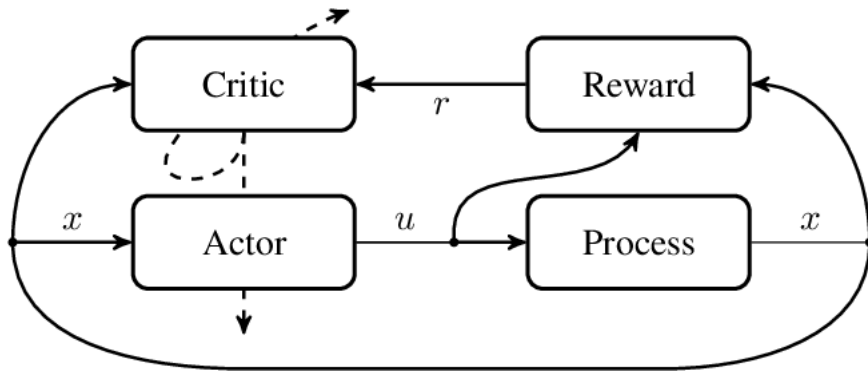 Critic
Reward
r
x
Actor
u
Process
x